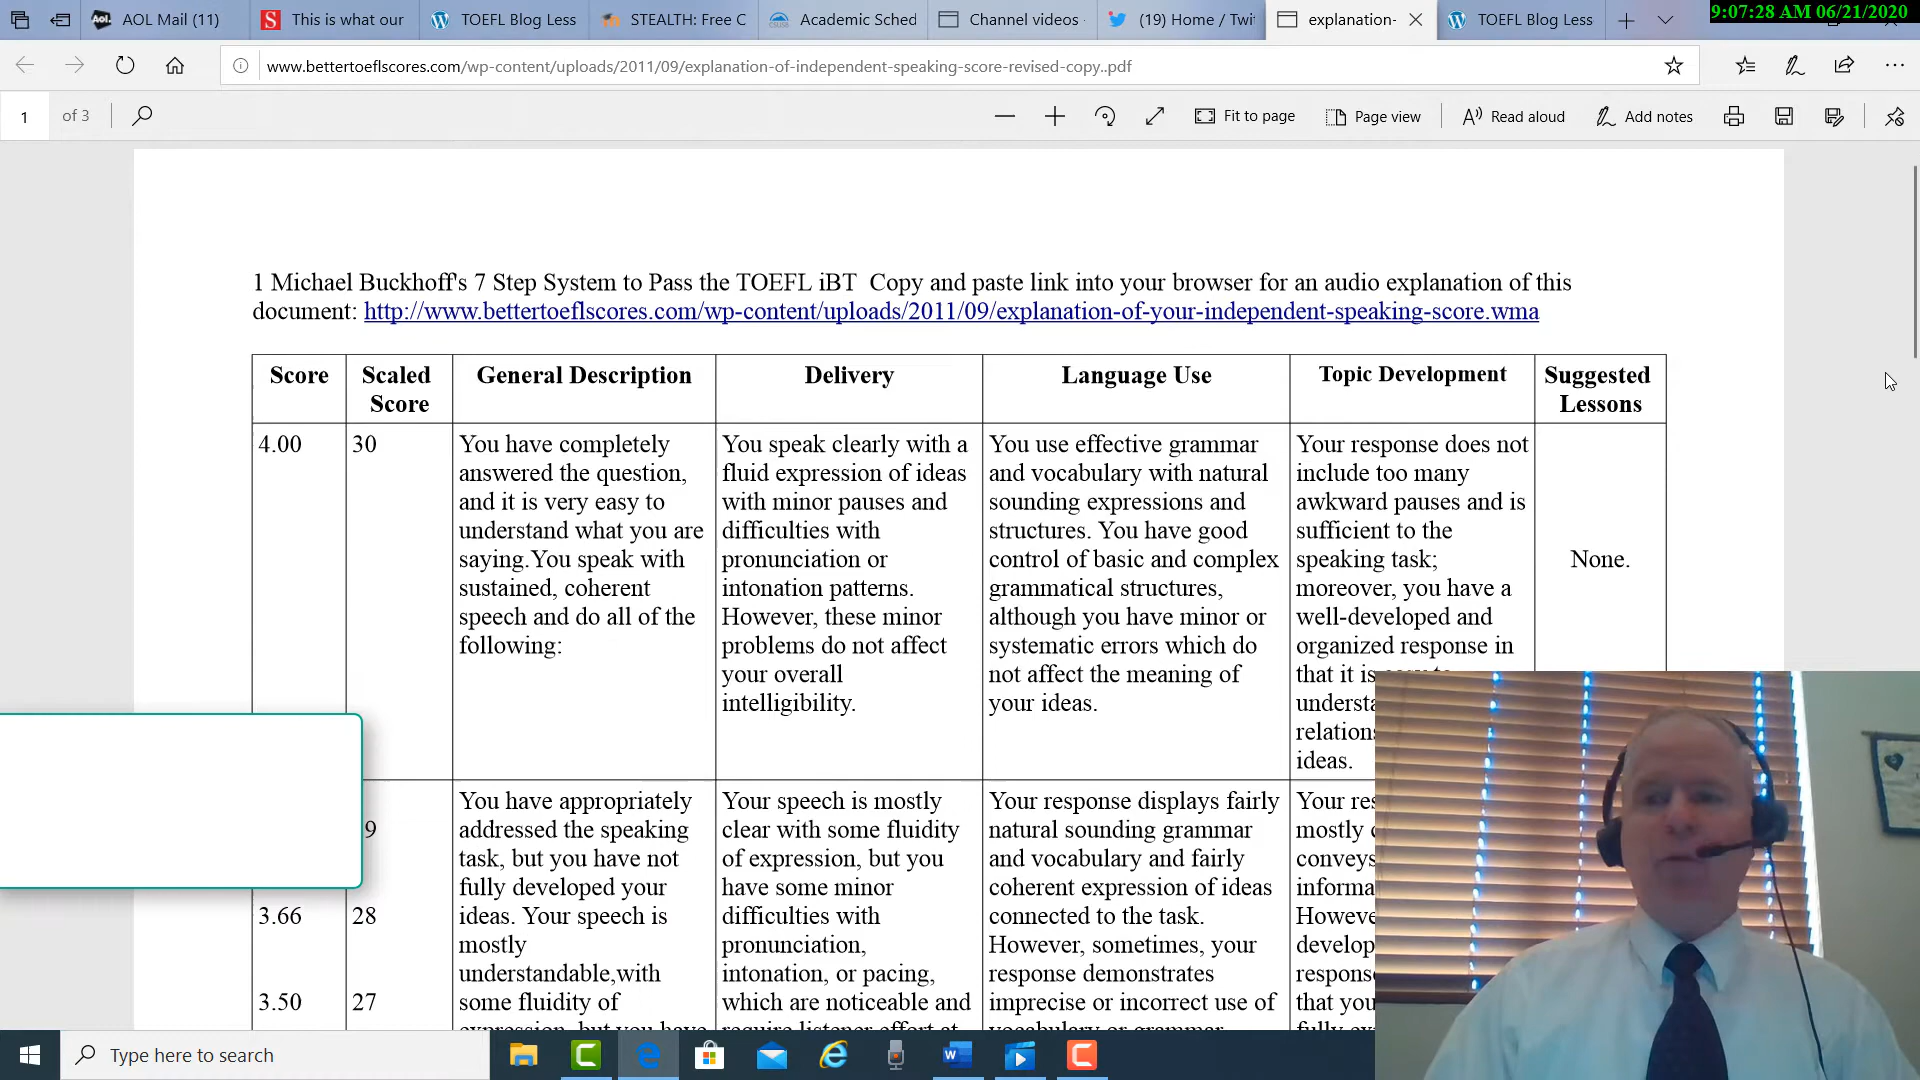 AOL Mail (11)
This is what our
TOEFL Blog Less
STEALTH: Free C
Academic Sched
Channel videos
(19) Home / Twit
explanation-
TOEFL Blog Less
9:07:28 AM 06/21/2020
www.bettertoeflscores.com/wp-content/uploads/2011/09/explanation-of-independent-speaking-score-revised-copy..pdf
1 of 3
Fit to page
Page view
Read aloud
Add notes
1 Michael Buckhoff's 7 Step System to Pass the TOEFL iBT  Copy and paste link into your browser for an audio explanation of this
document: http://www.bettertoeflscores.com/wp-content/uploads/2011/09/explanation-of-your-independent-speaking-score.wma
Score
Scaled
Score
General Description
Delivery
Language Use
Topic Development
Suggested
Lessons
4.00
30
You have completely
answered the question,
and it is very easy to
understand what you are
saying.You speak with
sustained, coherent
speech and do all of the
following:
You speak clearly with a
fluid expression of ideas
with minor pauses and
difficulties with
pronunciation or
intonation patterns.
However, these minor
problems do not affect
your overall
intelligibility.
You use effective grammar
and vocabulary with natural
sounding expressions and
structures. You have good
control of basic and complex
grammatical structures,
although you have minor or
systematic errors which do
not affect the meaning of
your ideas.
Your response does not
include too many
awkward pauses and is
sufficient to the
speaking task;
moreover, you have a
well-developed and
organized response in
that it is
understa
relations
ideas.
None.
9
3.66
28
3.50
27
You have appropriately
addressed the speaking
task, but you have not
fully developed your
ideas. Your speech is
mostly
understandable,with
some fluidity of
expression, but you have
Your speech is mostly
clear with some fluidity
of expression, but you
have some minor
difficulties with
pronunciation,
intonation, or pacing,
which are noticeable and
require listener effort at
Your response displays fairly
natural sounding grammar
and vocabulary and fairly
coherent expression of ideas
connected to the task.
However, sometimes, your
response demonstrates
imprecise or incorrect use of
vocabulary or grammar
Your res
mostly
conveys
informa
Howeve
develop
respons
that you
Type here to search